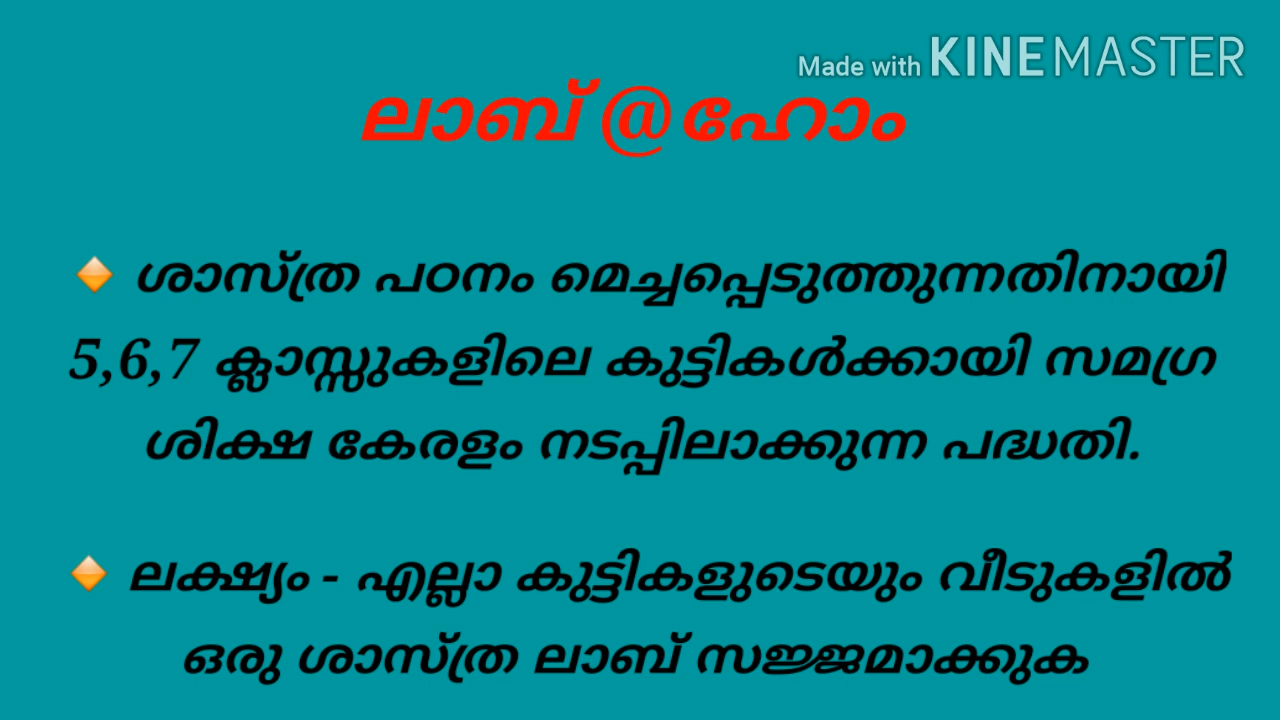 Made with KINEMASTER
ലാബ് @ഹോം
🔸 ശാസ്ത്ര പഠനം മെച്ചപ്പെടുത്തുന്നതിനായി
5,6,7 ക്ലാസ്സുകളിലെ കുട്ടികൾക്കായി സമഗ്ര
ശിക്ഷ കേരളം നടപ്പിലാക്കുന്ന പദ്ധതി.
🔸 ലക്ഷ്യം - എല്ലാ കുട്ടികളുടെയും വീടുകളിൽ
ഒരു ശാസ്ത്ര ലാബ് സജ്ജമാക്കുക